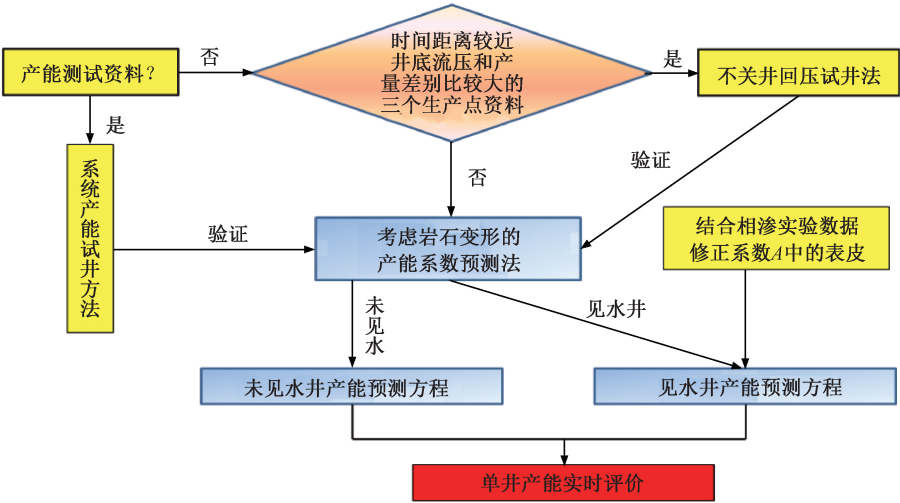 产能测试资料？
否
时间距离较近
井底流压和产
量差别比较大的
三个生产点资料
是
不关井回压试井法
是
系统产能试井方法
验证
否
验证
考虑岩石变形的
产能系数预测法
结合相渗实验数据
修正系数A中的表皮
未见水
见水井
未见水井产能预测方程
见水井产能预测方程
单井产能实时评价